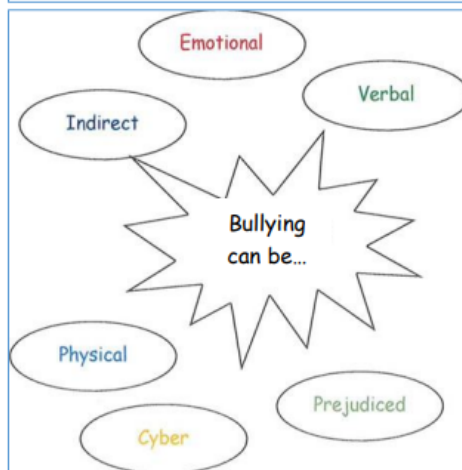 Emotional
Verbal
Indirect
Bullying
can be...
Physical
Prejudiced
Cyber